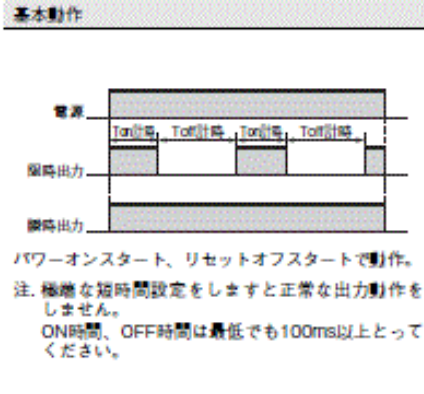 基本動作
電源
Ton計時 Toff計時 Ton計時 Toff計時
限時出力
瞬時出力
パワーオンスタート、リセットオフスタートで動作。
注. 極端な短時間設定をしますと正常な出力動作を
しません。
ON時間、OFF時間は最低でも100ms以上とって
ください。